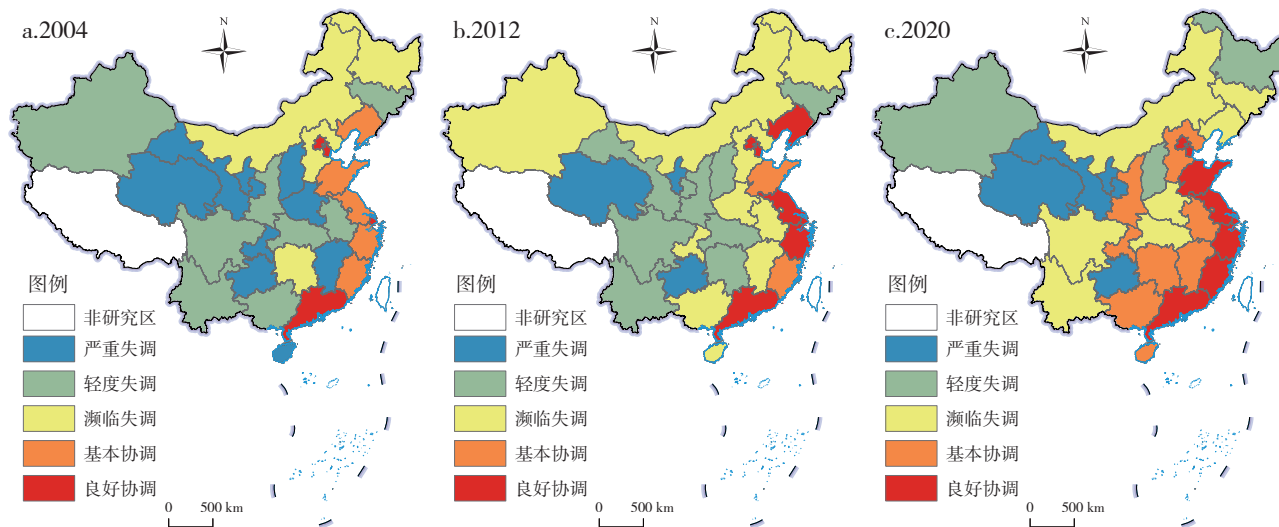 a.2004
N
图例
非研究区
严重失调
轻度失调
濒临失调
基本协调
良好协调
0 500 km
b.2012
N
图例
非研究区
严重失调
轻度失调
濒临失调
基本协调
良好协调
0 500 km
c.2020
N
图例
非研究区
严重失调
轻度失调
濒临失调
基本协调
良好协调
0 500 km